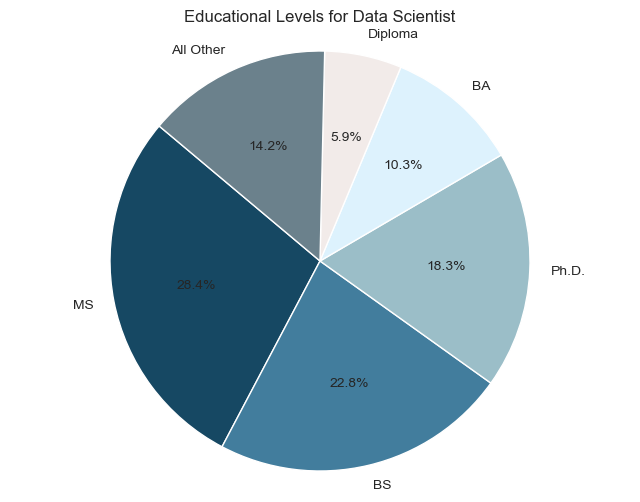 Educational Levels for Data Scientist
Diploma
All Other
BA
5.9%
14.2%
10.3%
18.3%
Ph.D.
28.4%
MS
22.8%
BS